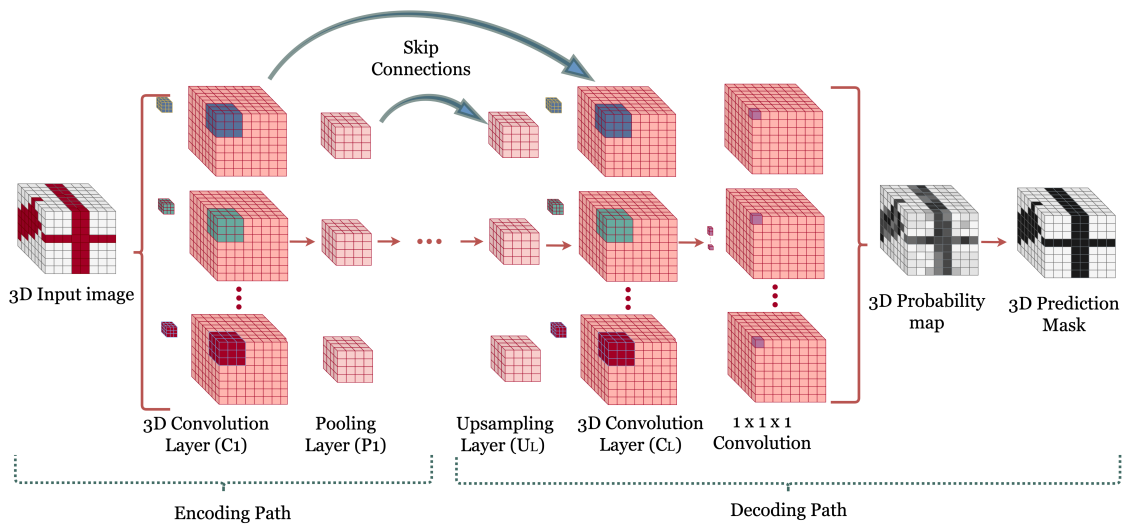 Skip
Connections
3D Input image
3D Probability
map
3D Prediction
Mask
3D Convolution
Layer (C1)
Pooling
Layer (P1)
Upsampling
Layer (UL)
3D Convolution
Layer (CL)
1 x 1 x 1
Convolution
Encoding Path
Decoding Path